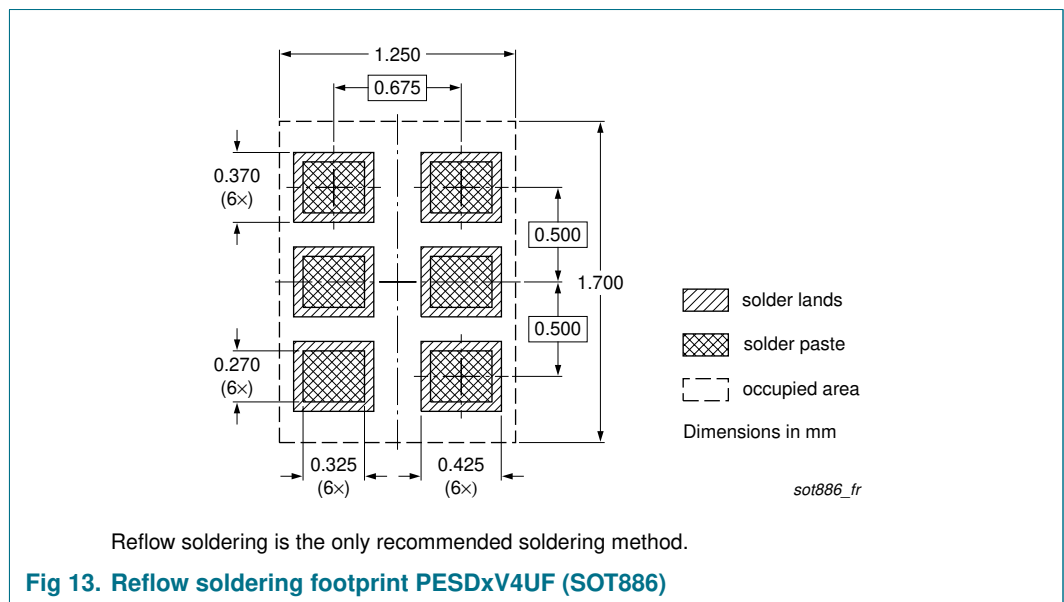 1.250
0.675
0.370
(6×)
0.500
1.700
0.500
0.270
(6×)
0.325
(6×)
0.425
(6×)
solder lands
solder paste
occupied area
Dimensions in mm
sot886_fr
Reflow soldering is the only recommended soldering method.
Fig 13. Reflow soldering footprint PESDxV4UF (SOT886)